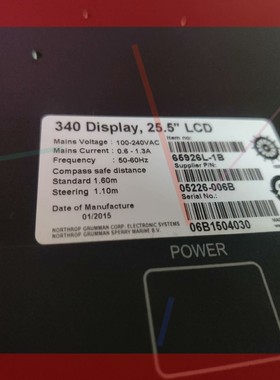 340 Display, 25.5" LCD
Mains Voltage : 100-240VAC
Mains Current : 0.6 - 1.3A
Frequency : 50-60Hz
Compass safe distance
Standard 1.60m
Steering 1.10m
Date of Manufacture
01/2015
NORTHROP GRUMMAN CORP. ELECTRONIC SYSTEMS
NORTHROP GRUMMAN SPERRY MARINE B.V.
Item no:
65926L-1B
Supplier P/N:
05226-006B
Serial No.:
06B1504030
POWER